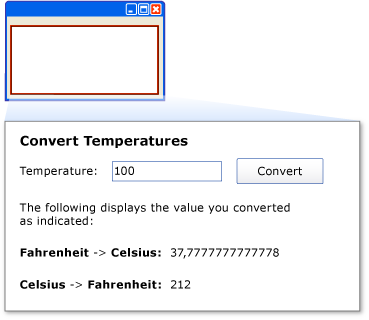 Convert Temperatures
Temperature: 100 Convert
The following displays the value you converted
as indicated:
Fahrenheit -> Celsius: 37,7777777777778
Celsius -> Fahrenheit: 212